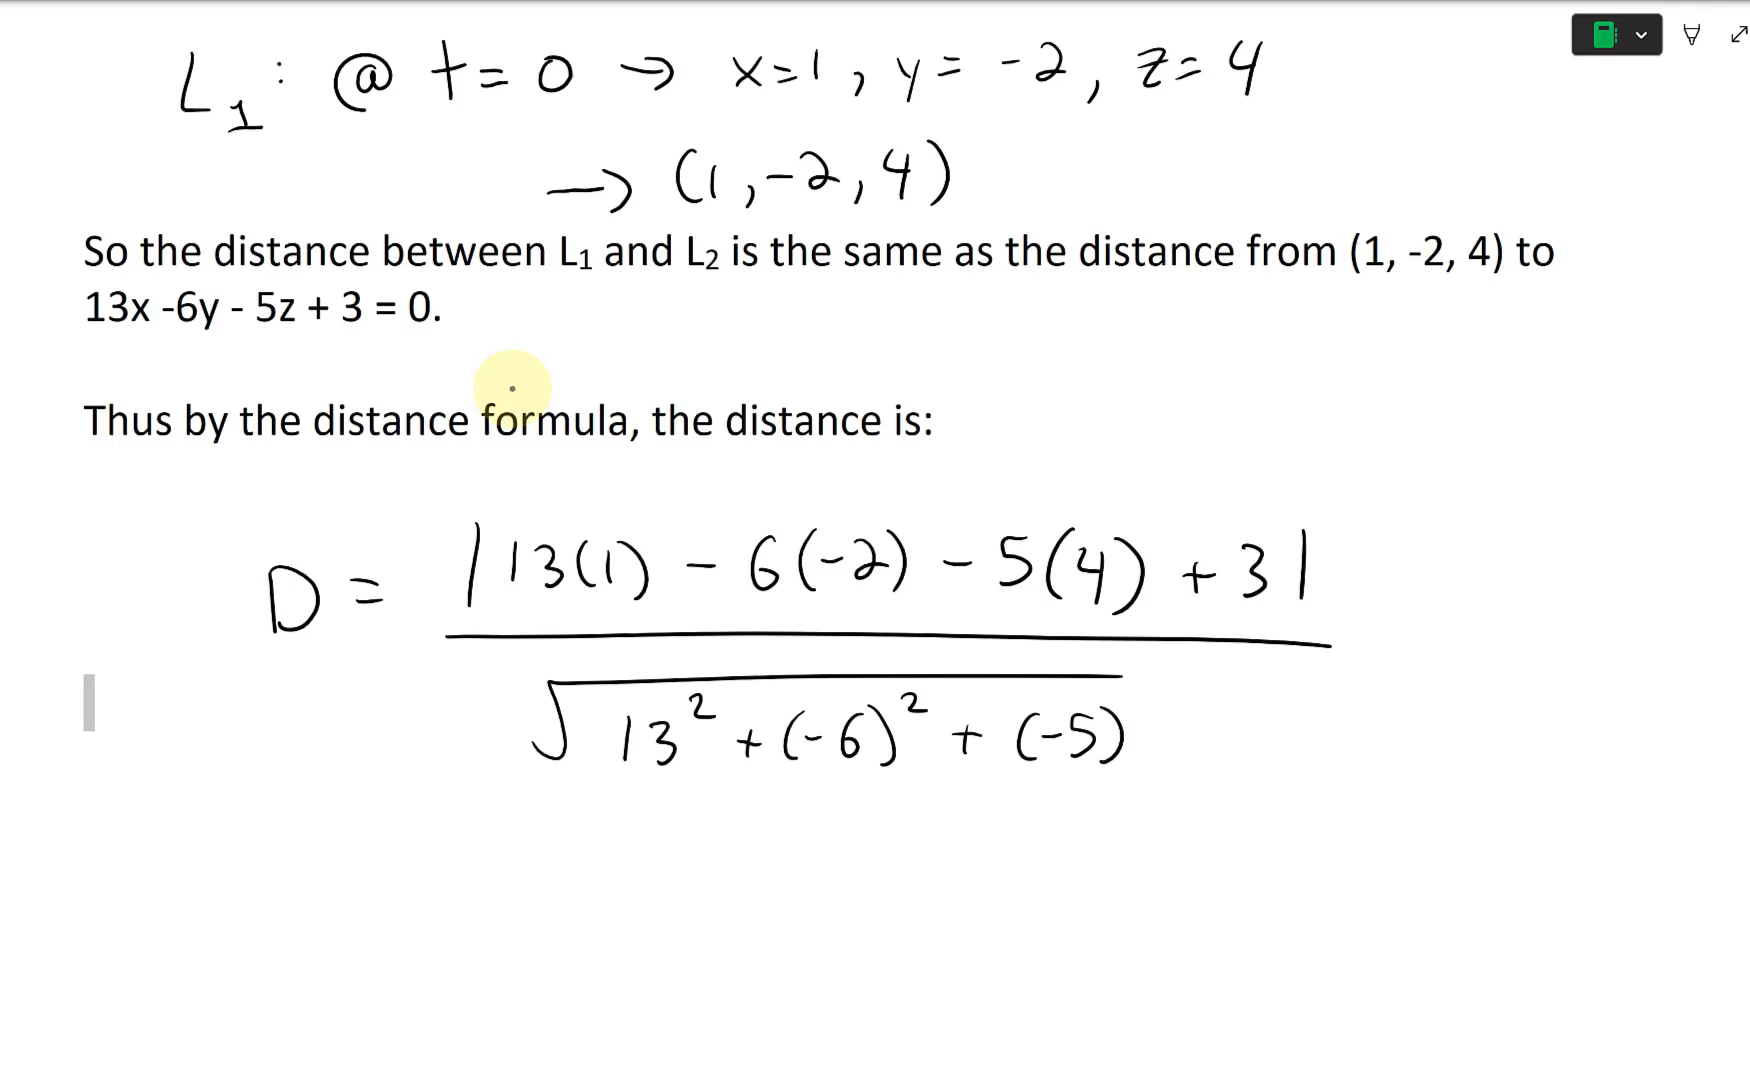 L₁ : @ t = 0 → x = 1 , y = -2 , z = 4
→ (1 , -2 , 4)
So the distance between L₁ and L₂ is the same as the distance from (1, -2, 4) to
13x -6y - 5z + 3 = 0.
Thus by the distance formula, the distance is:
D = | 13(1) - 6(-2) - 5(4) + 3 |
√ 13² + (-6)² + (-5)